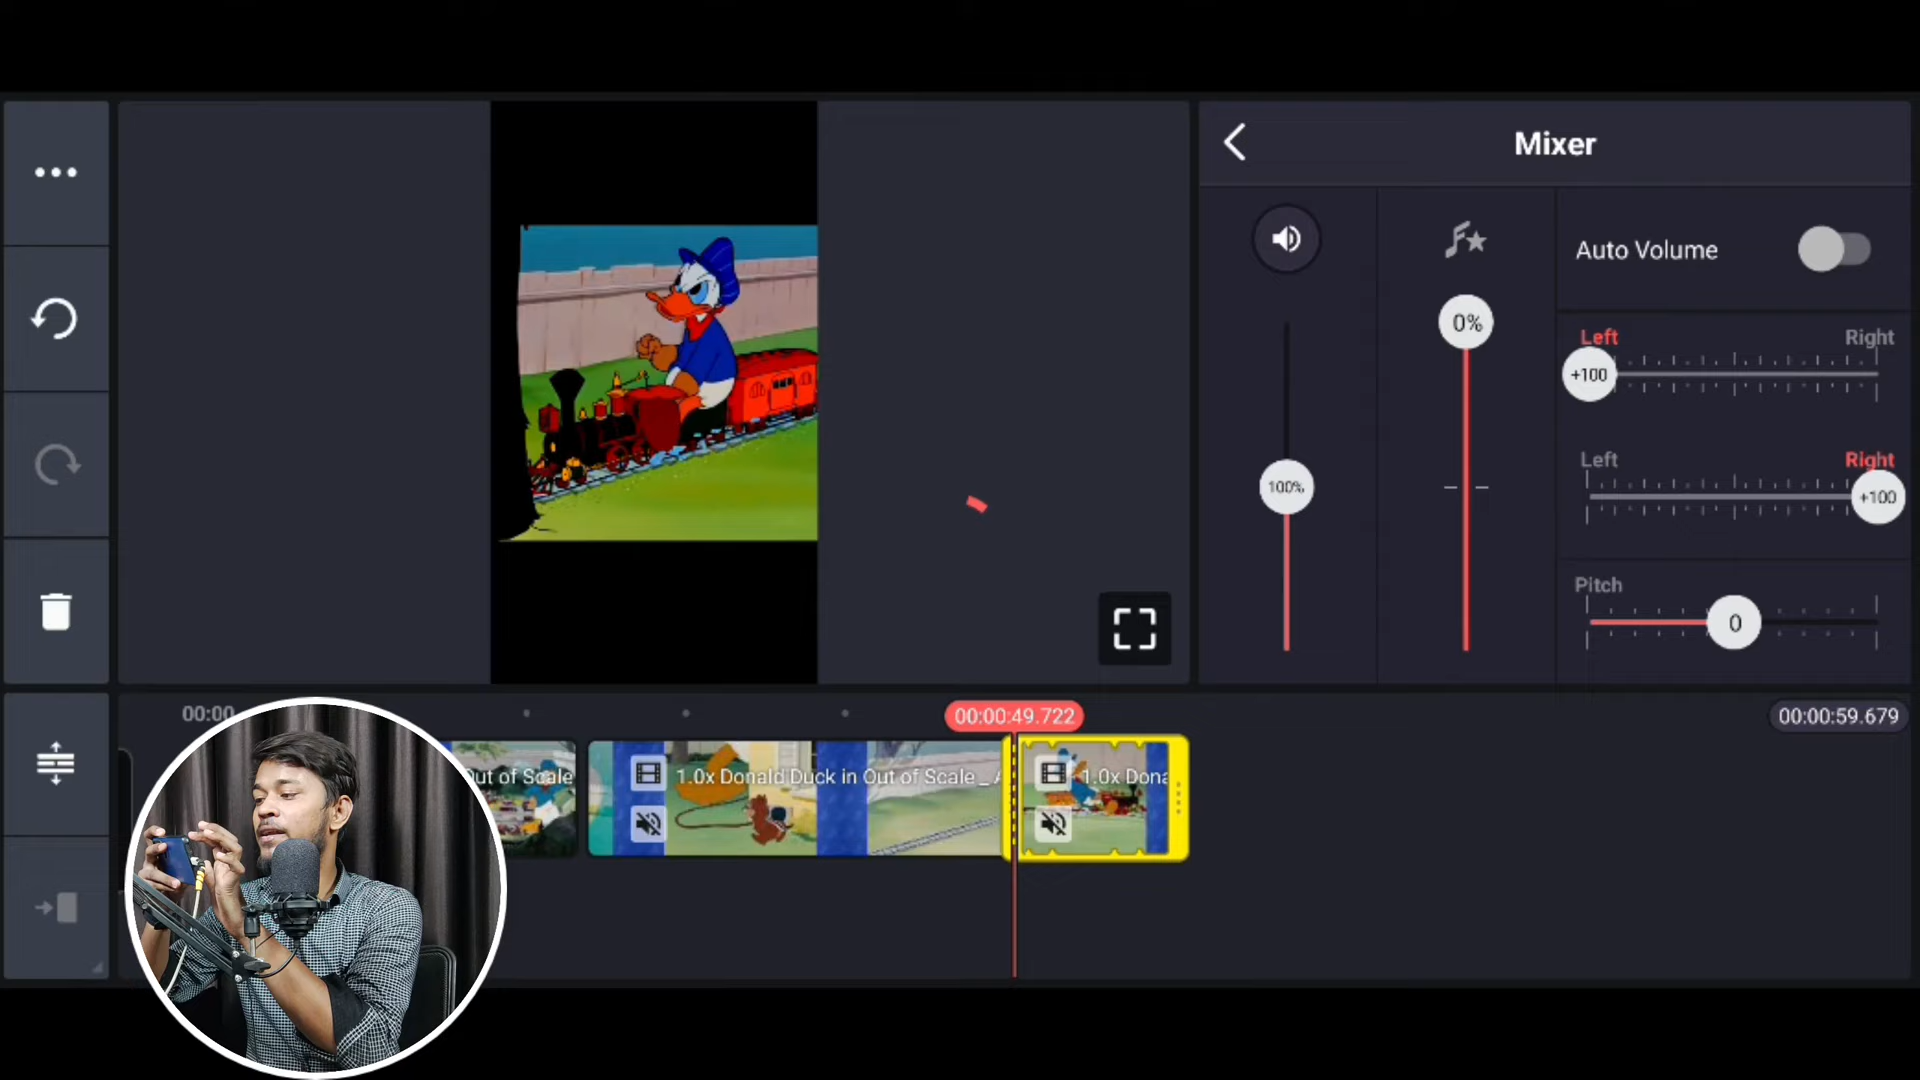 Mixer
Auto Volume
0%
Left Right
+100
Left Right
+100
100%
Pitch
0
00:00
00:00:49.722
00:00:59.679
Out of Scale
1.0x Donald Duck in Out of Scale _
1.0x Dona